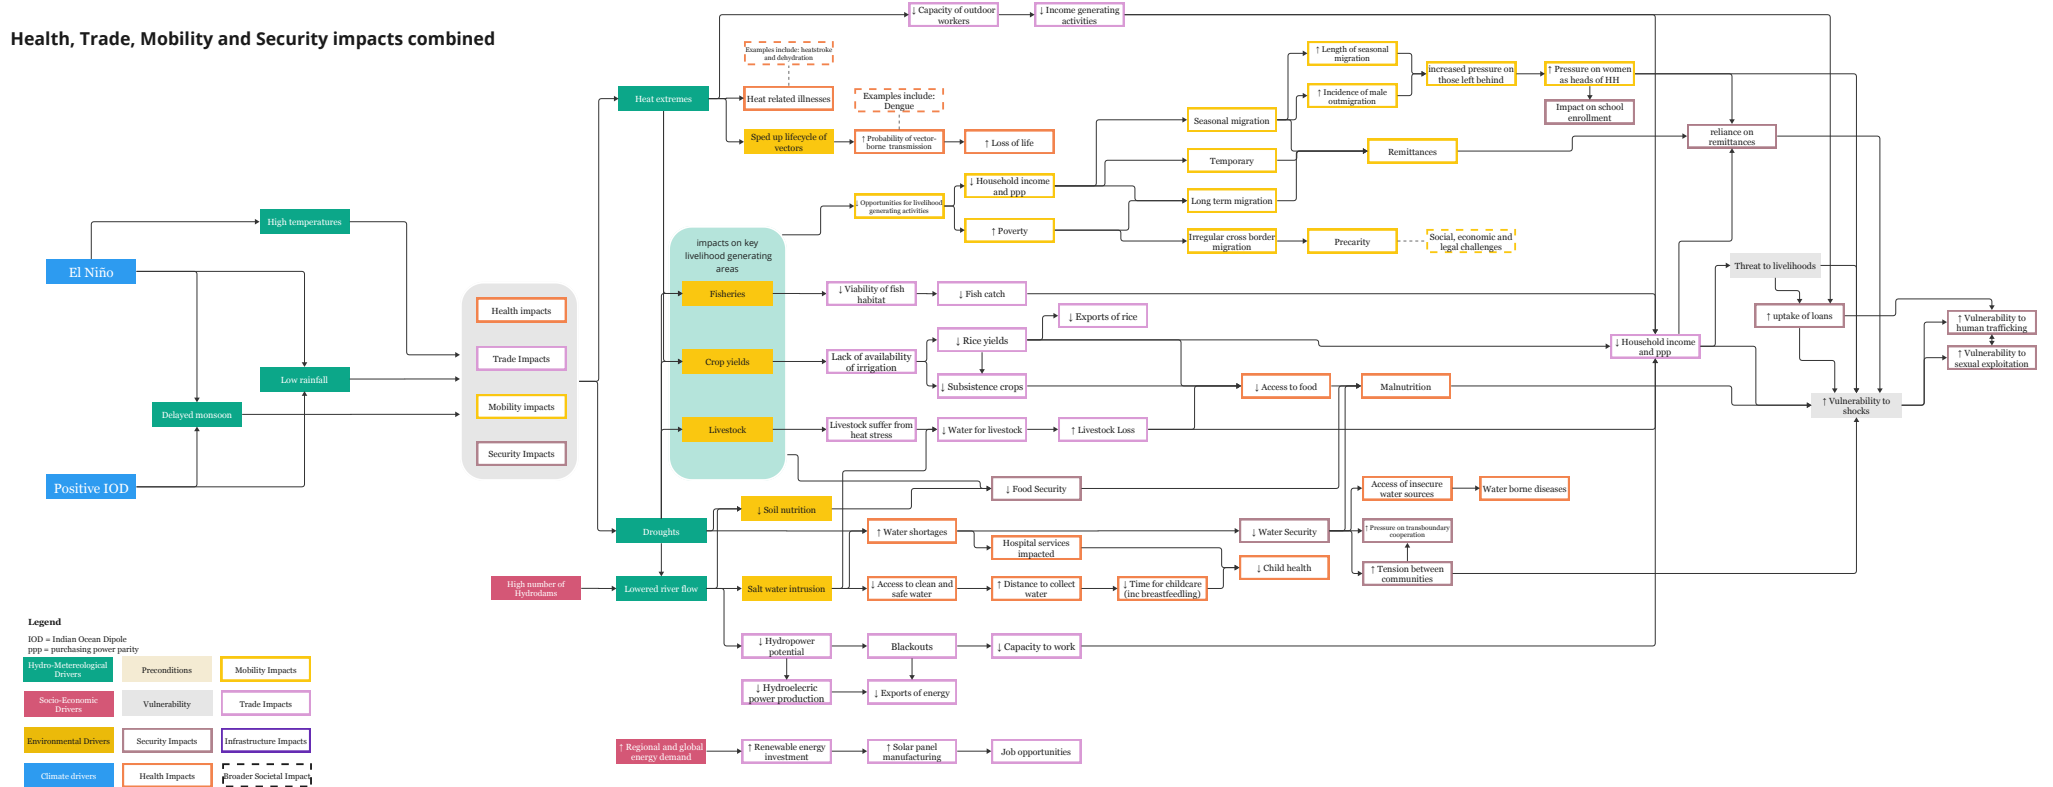 Health, Trade, Mobility and Security impacts combined
↓ Capacity of outdoor
workers
↓ Income generating
activities
Examples include: heatstroke
and dehydration
Heat extremes
Heat related illnesses
Examples include:
Dengue
Sped up lifecycle of
vectors
↑ Probability of vector-
borne transmission
↑ Loss of life
↑ Length of seasonal
migration
↑ Incidence of male
outmigration
increased pressure on
those left behind
↑ Pressure on women
as heads of HH
Impact on school
enrollment
Seasonal migration
Temporary
Long term migration
Remittances
reliance on
remittances
↓ Opportunities for livelihood
generating activities
↓ Household income
and ppp
↑ Poverty
Irregular cross border
migration
Precarity
Social, economic and
legal challenges
High temperatures
El Niño
Low rainfall
Delayed monsoon
Positive IOD
Health impacts
Trade Impacts
Mobility impacts
Security Impacts
impacts on key
livelihood generating
areas
Fisheries
↓ Viability of fish
habitat
↓ Fish catch
↓ Exports of rice
Crop yields
Lack of availability
of irrigation
↓ Rice yields
↓ Subsistence crops
Livestock
Livestock suffer from
heat stress
↓ Water for livestock
↑ Livestock Loss
↓ Access to food
Malnutrition
Threat to livelihoods
↑ uptake of loans
↓ Household income
and ppp
↑ Vulnerability to
human trafficking
↑ Vulnerability to
sexual exploitation
↑ Vulnerability to
shocks
↓ Food Security
↓ Soil nutrition
Droughts
↑ Water shortages
Hospital services
impacted
↓ Water Security
Access of insecure
water sources
Water borne diseases
↑ Pressure on transboundary
cooperation
↑ Tension between
communities
↓ Child health
High number of
Hydrodams
Lowered river flow
Salt water intrusion
↓ Access to clean and
safe water
↑ Distance to collect
water
↓ Time for childcare
(inc breastfeedling)
↓ Hydropower
potential
Blackouts
↓ Capacity to work
↓ Hydroelecric
power production
↓ Exports of energy
↑ Regional and global
energy demand
↑ Renewable energy
investment
↑ Solar panel
manufacturing
Job opportunities
Legend
IOD = Indian Ocean Dipole
ppp = purchasing power parity
Hydro-Metereological
Drivers
Preconditions
Mobility Impacts
Socio-Economic
Drivers
Vulnerability
Trade Impacts
Environmental Drivers
Security Impacts
Infrastructure Impacts
Climate drivers
Health Impacts
Broader Societal Impact